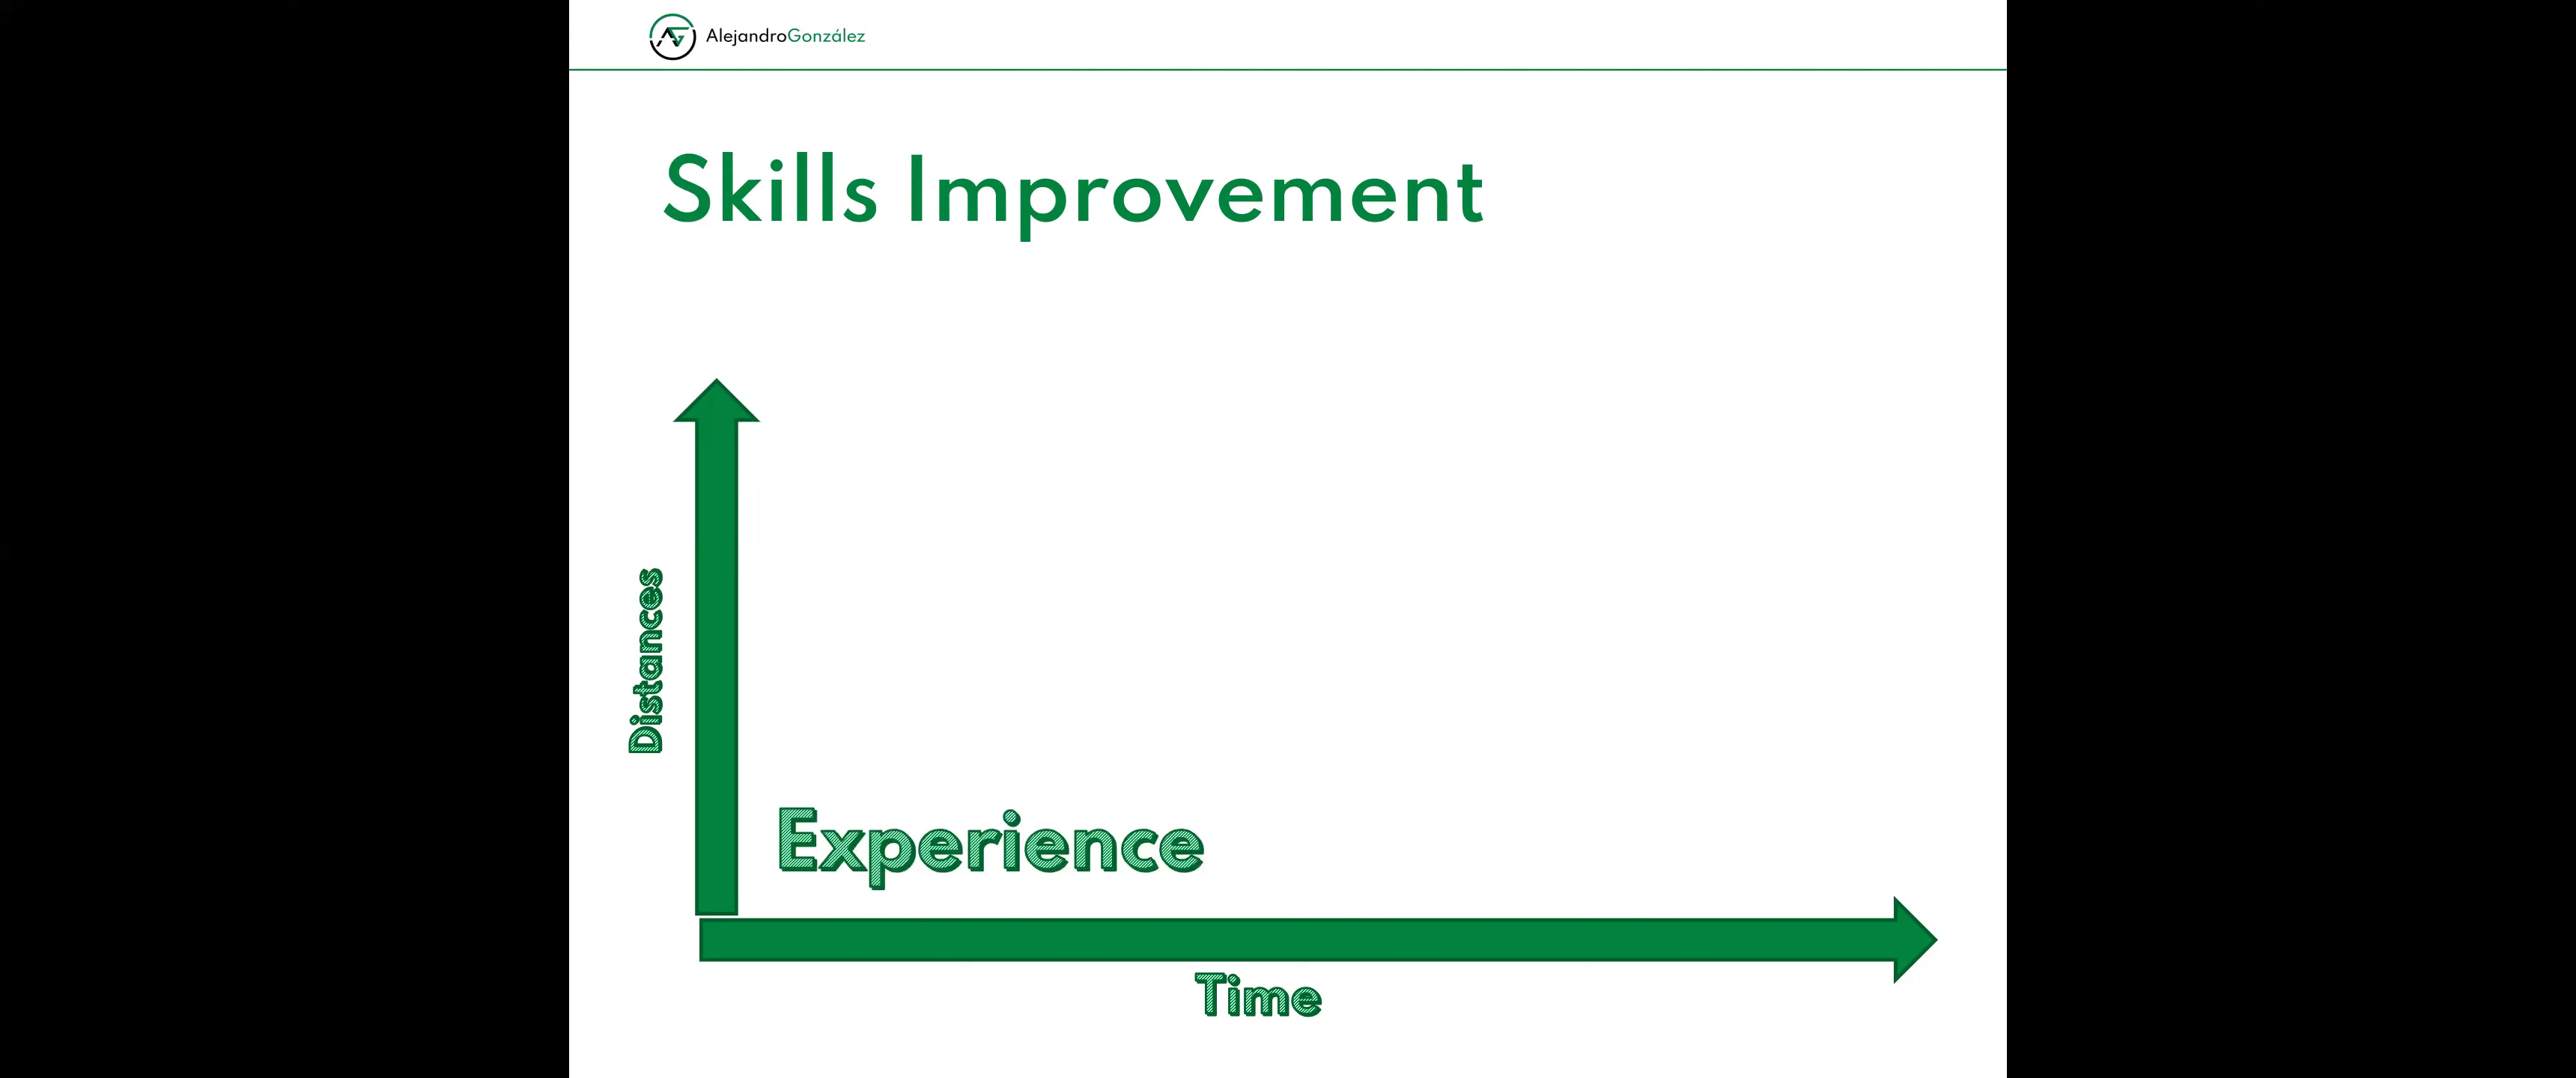 AlejandroGonzález
Skills Improvement
Distances
Experience
Time